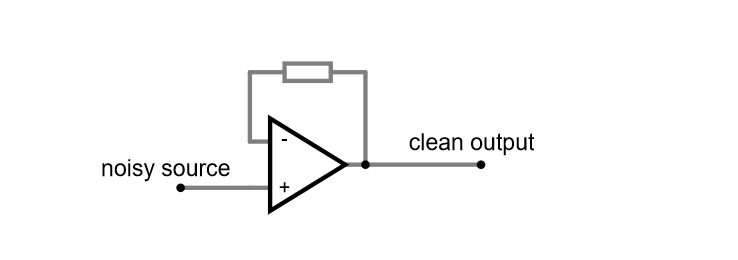 clean output
noisy source
-
+